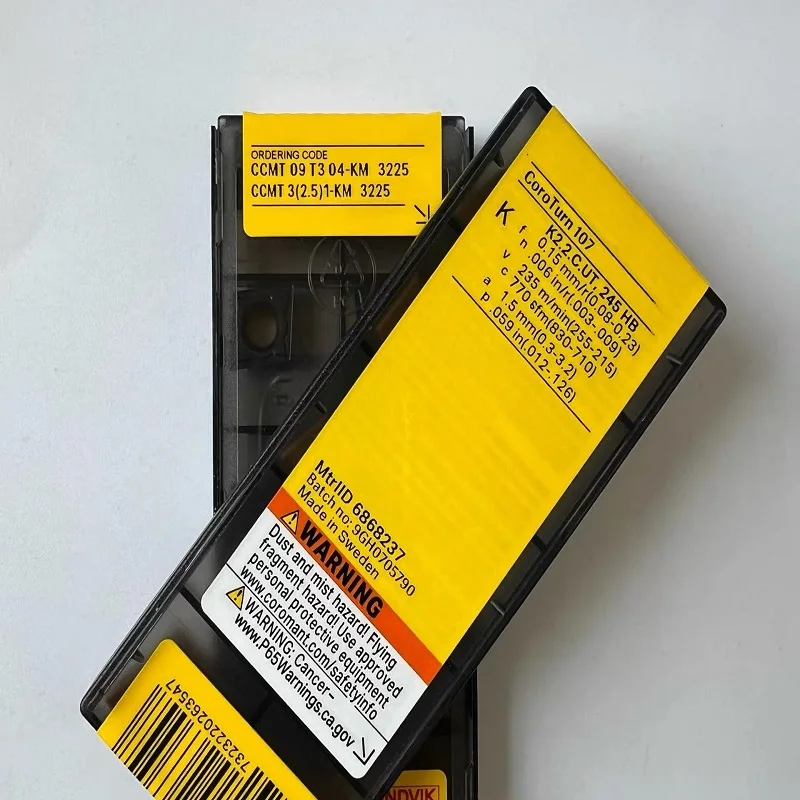 ORDERING CODE
CCMT 09 T3 04-KM 3225
CCMT 3(2.5)1-KM 3225
CoroTurn 107
K K2.2.C.UT, 245 HB
fn 0.15 mm/r(0.08-0.23)
.006 in/r(.003-.009)
vc 235 m/min(255-215)
770 sfm(830-710)
ap 1.5 mm(0.3-3.2)
.059 in(.012-.126)
MtrlID 6868237
Batch no: 9GH0705790
Made in Sweden
WARNING
Dust and mist hazard! Flying
fragment hazard! Use approved
personal protective equipment
www.coromant.com/safetyinfo
WARNING: Cancer-
www.P65Warnings.ca.gov
7323220263547
NDVIK